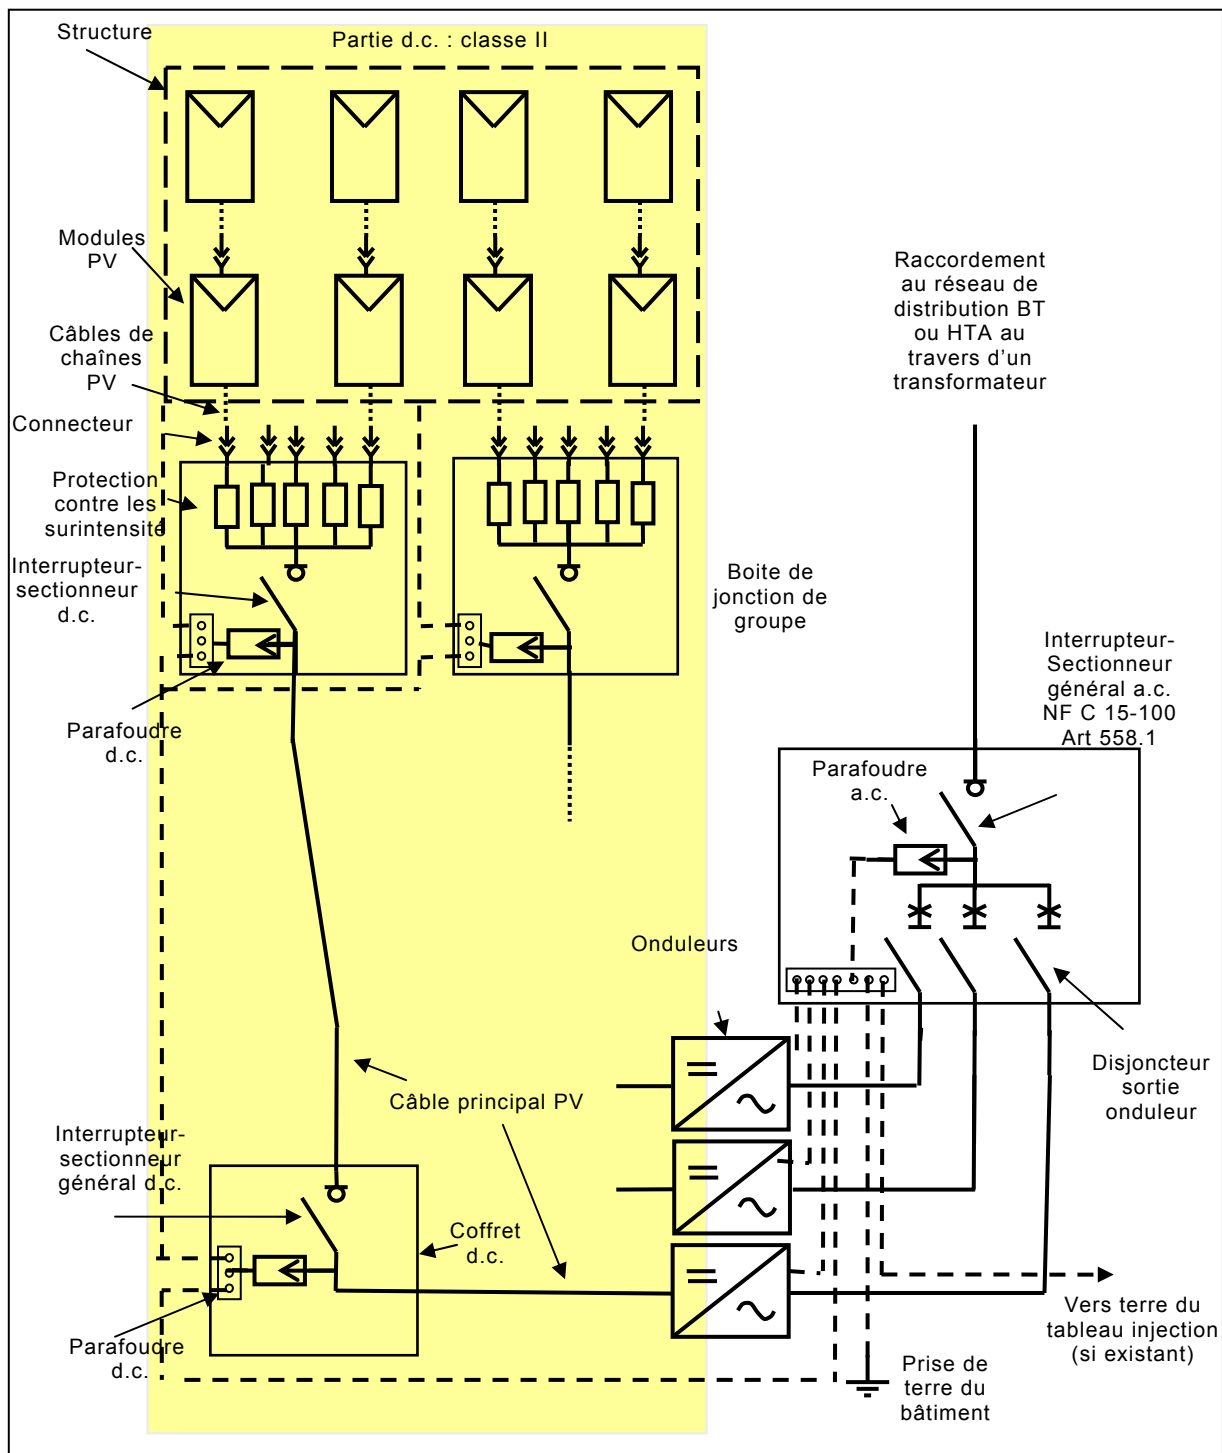 Structure
Partie d.c. : classe II
Modules
PV
Câbles de
chaînes
PV
Connecteur
Protection
contre les
surintensité
Interrupteur-
sectionneur
d.c.
Parafoudre
d.c.
Boite de
jonction de
groupe
Raccordement
au réseau de
distribution BT
ou HTA au
travers d’un
transformateur
Interrupteur-
Sectionneur
général a.c.
NF C 15-100
Art 558.1
Parafoudre
a.c.
Onduleurs
Disjoncteur
sortie
onduleur
Câble principal PV
Interrupteur-
sectionneur
général d.c.
Coffret
d.c.
Parafoudre
d.c.
Vers terre du
tableau injection
(si existant)
Prise de
terre du
bâtiment